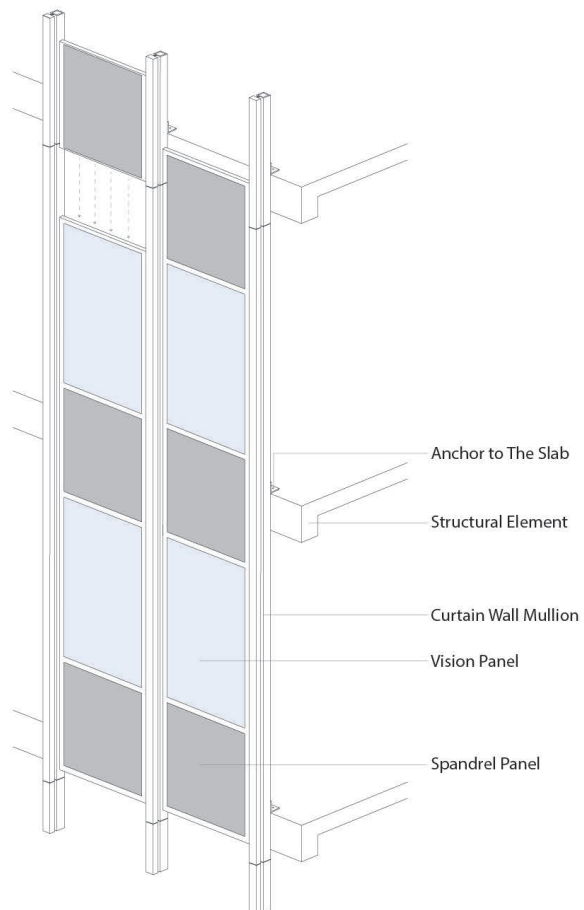 Anchor to The Slab
Structural Element
Curtain Wall Mullion
Vision Panel
Spandrel Panel